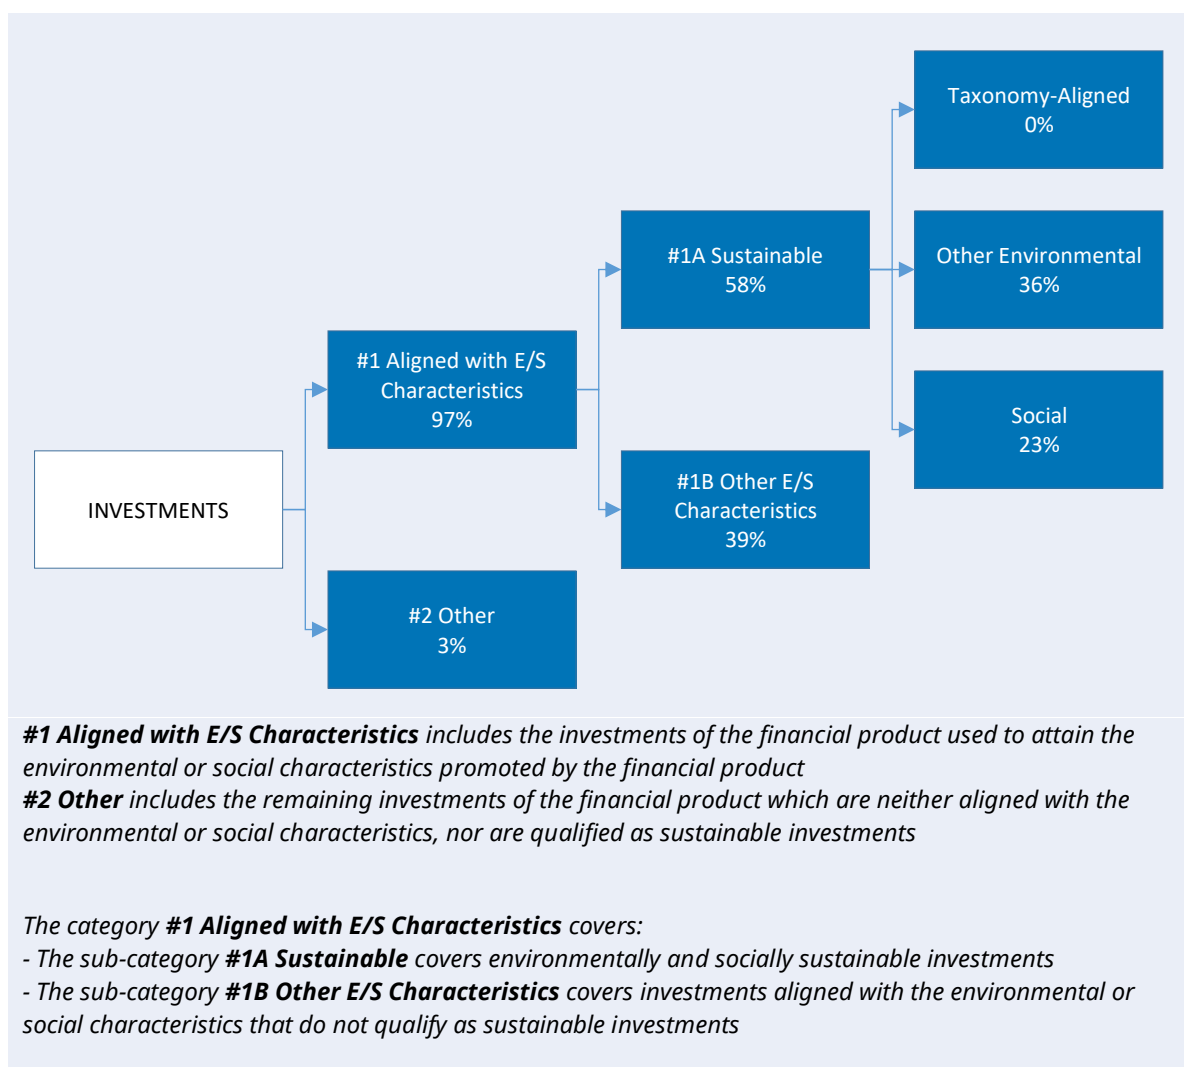 Taxonomy-Aligned
0%
#1A Sustainable
58%
Other Environmental
36%
#1 Aligned with E/S
Characteristics
97%
Social
23%
INVESTMENTS
#1B Other E/S
Characteristics
39%
#2 Other
3%
#1 Aligned with E/S Characteristics includes the investments of the financial product used to attain the
environmental or social characteristics promoted by the financial product
#2 Other includes the remaining investments of the financial product which are neither aligned with the
environmental or social characteristics, nor are qualified as sustainable investments
The category #1 Aligned with E/S Characteristics covers:
- The sub-category #1A Sustainable covers environmentally and socially sustainable investments
- The sub-category #1B Other E/S Characteristics covers investments aligned with the environmental or
social characteristics that do not qualify as sustainable investments